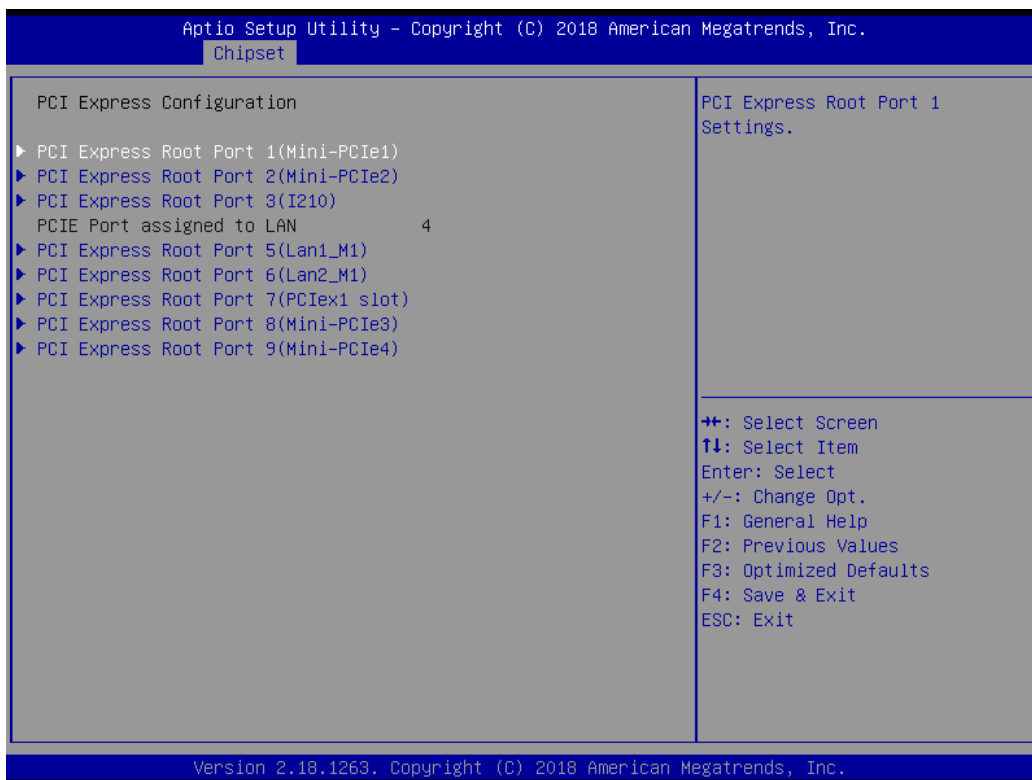 Aptio Setup Utility – Copyright (C) 2018 American Megatrends, Inc.
Chipset
PCI Express Configuration
PCI Express Root Port 1(Mini-PCIe1)
PCI Express Root Port 2(Mini-PCIe2)
PCI Express Root Port 3(I210)
PCIE Port assigned to LAN 4
PCI Express Root Port 5(Lan1_M1)
PCI Express Root Port 6(Lan2_M1)
PCI Express Root Port 7(PCIex1 slot)
PCI Express Root Port 8(Mini-PCIe3)
PCI Express Root Port 9(Mini-PCIe4)
PCI Express Root Port 1
Settings.
→←: Select Screen
↑↓: Select Item
Enter: Select
+/-: Change Opt.
F1: General Help
F2: Previous Values
F3: Optimized Defaults
F4: Save & Exit
ESC: Exit
Version 2.18.1263. Copyright (C) 2018 American Megatrends, Inc.